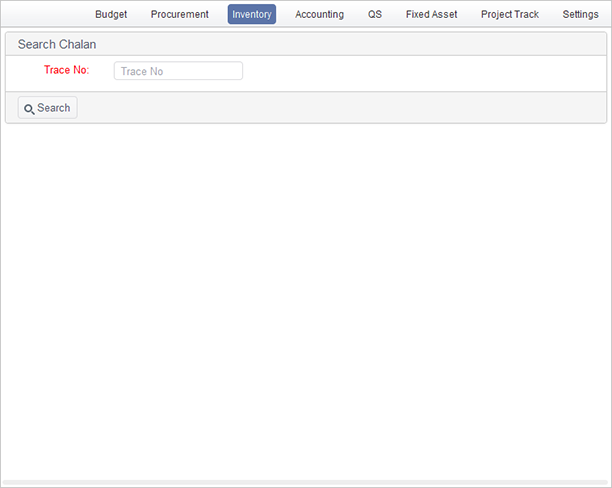 Budget Procurement Inventory Accounting QS Fixed Asset Project Track Settings
Search Chalan
Trace No: Trace No
Search